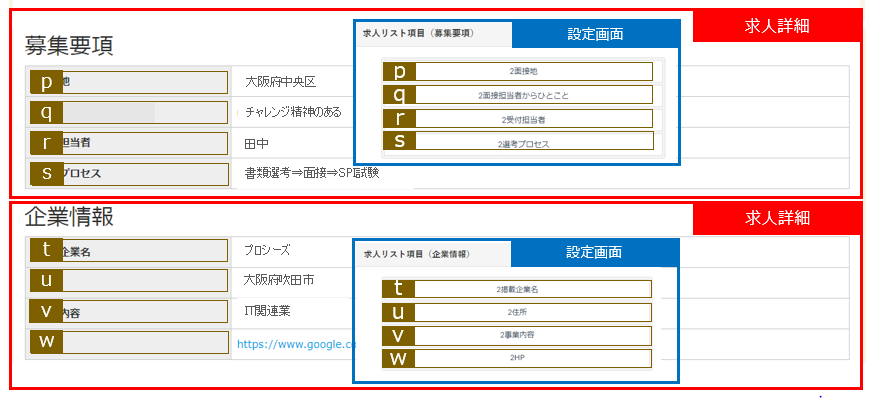 求人詳細
募集要項
求人リスト項目（募集要項）
設定画面
p 地 大阪府中央区
q チャレンジ精神のある
r 担当者 田中
s プロセス 書類選考⇒面接⇒SPI試験
p 2面接地
q 2面接担当者からひとこと
r 2受付担当者
s 2選考プロセス
求人詳細
企業情報
求人リスト項目（企業情報）
設定画面
t 企業名 プロシーズ
u 大阪府吹田市
v 内容 IT関連業
w https://www.google.c
t 2掲載企業名
u 2住所
v 2事業内容
w 2HP